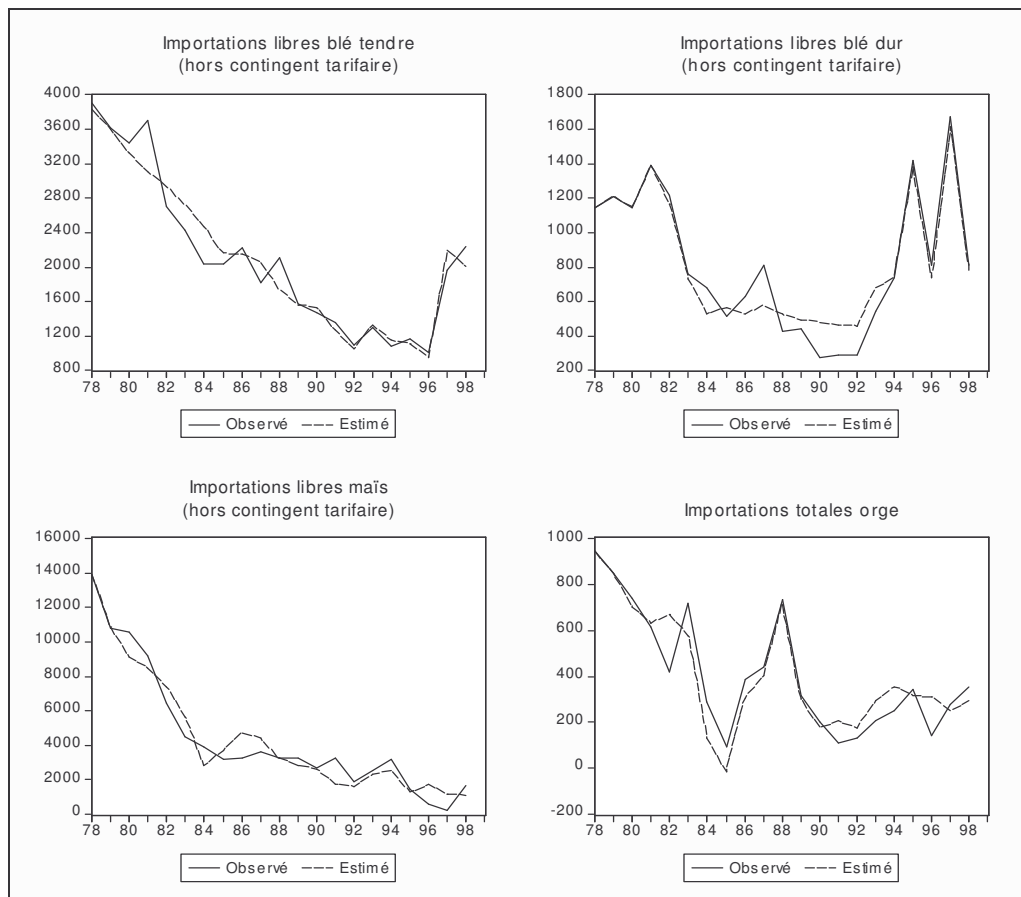 Importations libres blé tendre
(hors contingent tarifaire)
4000
3600
3200
2800
2400
2000
1600
1200
800
78 80 82 84 86 88 90 92 94 96 98
Observé Estimé
Importations libres blé dur
(hors contingent tarifaire)
1800
1600
1400
1200
1000
800
600
400
200
78 80 82 84 86 88 90 92 94 96 98
Observé Estimé
Importations libres maïs
(hors contingent tarifaire)
16000
14000
12000
10000
8000
6000
4000
2000
0
78 80 82 84 86 88 90 92 94 96 98
Observé Estimé
Importations totales orge
1000
800
600
400
200
0
-200
78 80 82 84 86 88 90 92 94 96 98
Observé Estimé